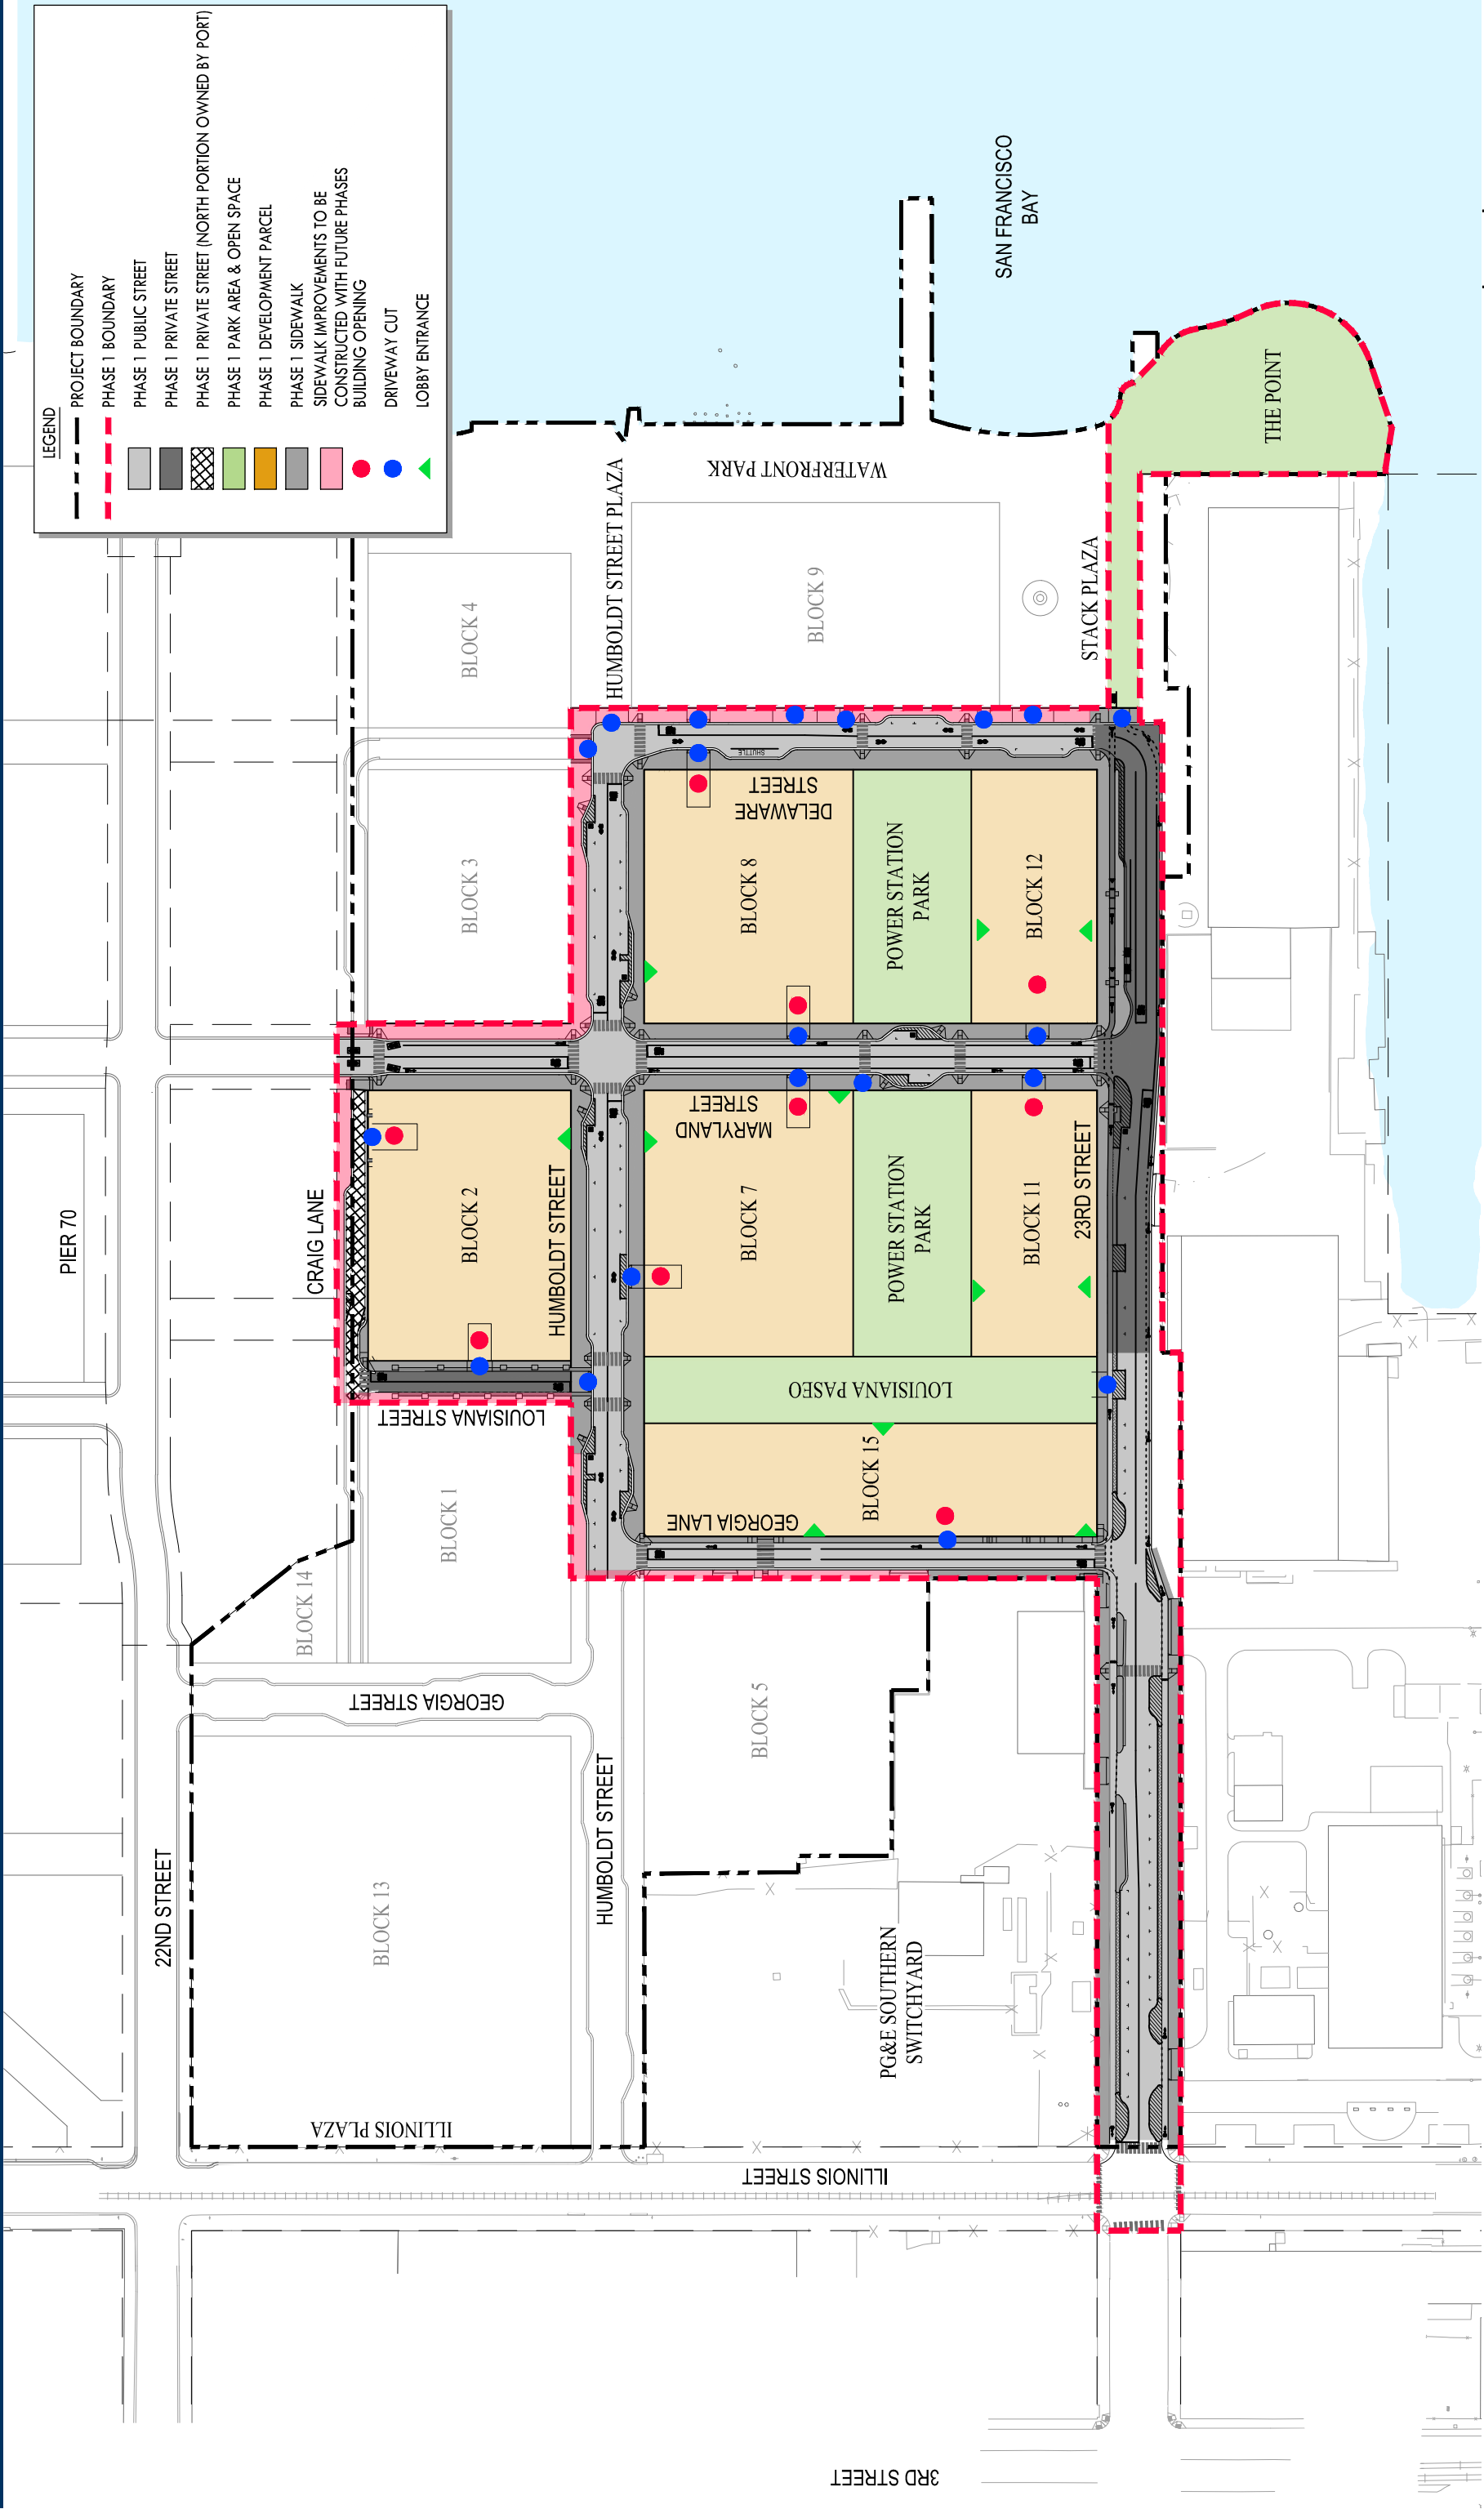 LEGEND
PROJECT BOUNDARY
PHASE 1 BOUNDARY
PHASE 1 PUBLIC STREET
PHASE 1 PRIVATE STREET
PHASE 1 PRIVATE STREET (NORTH PORTION OWNED BY PORT)
PHASE 1 PARK AREA & OPEN SPACE
PHASE 1 DEVELOPMENT PARCEL
PHASE 1 SIDEWALK
SIDEWALK IMPROVEMENTS TO BE
CONSTRUCTED WITH FUTURE PHASES
BUILDING OPENING
DRIVEWAY CUT
LOBBY ENTRANCE
PIER 70
22ND STREET
CRAIG LANE
BLOCK 14
BLOCK 13
GEORGIA STREET
ILLINOIS PLAZA
BLOCK 1
LOUISIANA STREET
BLOCK 2
BLOCK 3
BLOCK 4
HUMBOLDT STREET
HUMBOLDT STREET
HUMBOLDT STREET PLAZA
BLOCK 5
GEORGIA LANE
BLOCK 15
LOUISIANA PASEO
BLOCK 7
MARYLAND
STREET
BLOCK 8
DELAWARE
STREET
SHUTTLE
BLOCK 9
WATERFRONT PARK
POWER STATION
PARK
POWER STATION
PARK
BLOCK 11
BLOCK 12
23RD STREET
STACK PLAZA
THE POINT
SAN FRANCISCO
BAY
PG&E SOUTHERN
SWITCHYARD
ILLINOIS STREET
3RD STREET